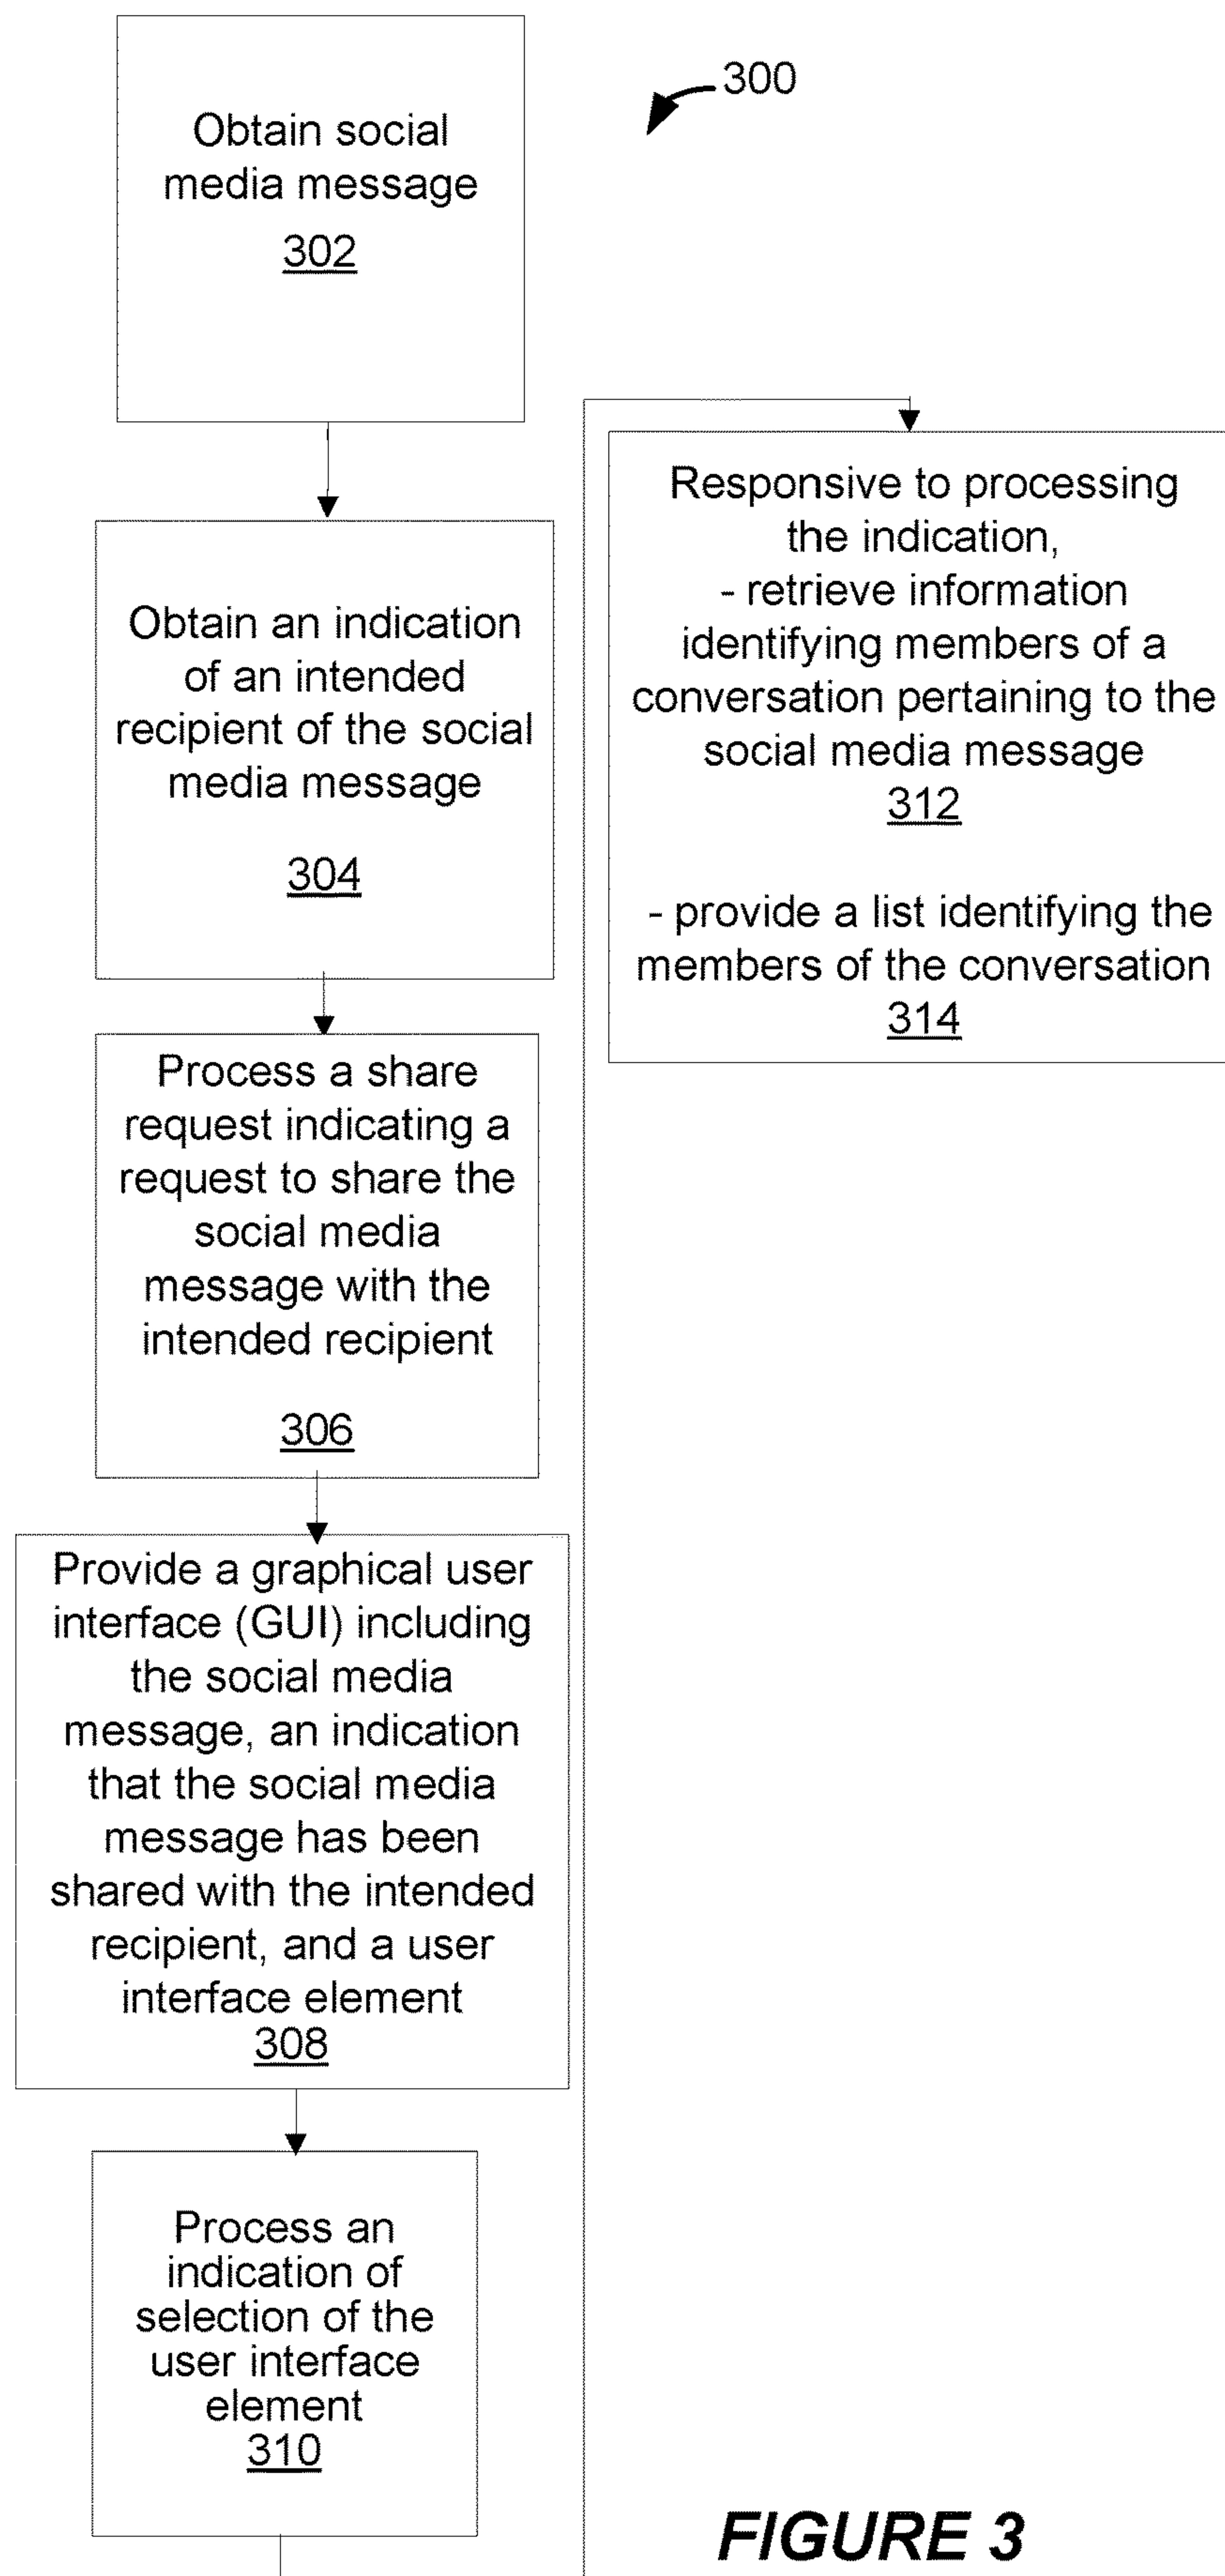 300
Obtain social
media message
302
Obtain an indication
of an intended
recipient of the social
media message
304
Process a share
request indicating a
request to share the
social media
message with the
intended recipient
306
Provide a graphical user
interface (GUI) including
the social media
message, an indication
that the social media
message has been
shared with the intended
recipient, and a user
interface element
308
Process an
indication of
selection of the
user interface
element
310
Responsive to processing
the indication,
- retrieve information
identifying members of a
conversation pertaining to the
social media message
312
- provide a list identifying the
members of the conversation
314
FIGURE 3